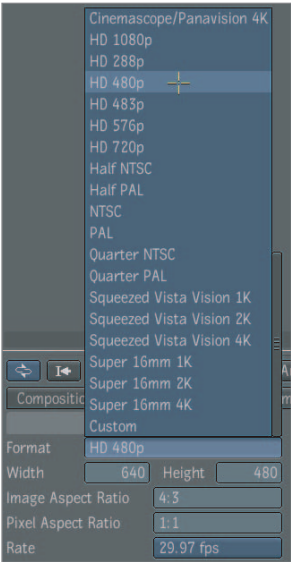 Cinemascope/Panavision 4K
HD 1080p
HD 288p
HD 480p
HD 483p
HD 576p
HD 720p
Half NTSC
Half PAL
NTSC
PAL
Quarter NTSC
Quarter PAL
Squeezed Vista Vision 1K
Squeezed Vista Vision 2K
Squeezed Vista Vision 4K
Super 16mm 1K
Super 16mm 2K
Super 16mm 4K
Custom
Compositio
Format HD 480p
Width 640 Height 480
Image Aspect Ratio 4:3
Pixel Aspect Ratio 1:1
Rate 29.97 fps